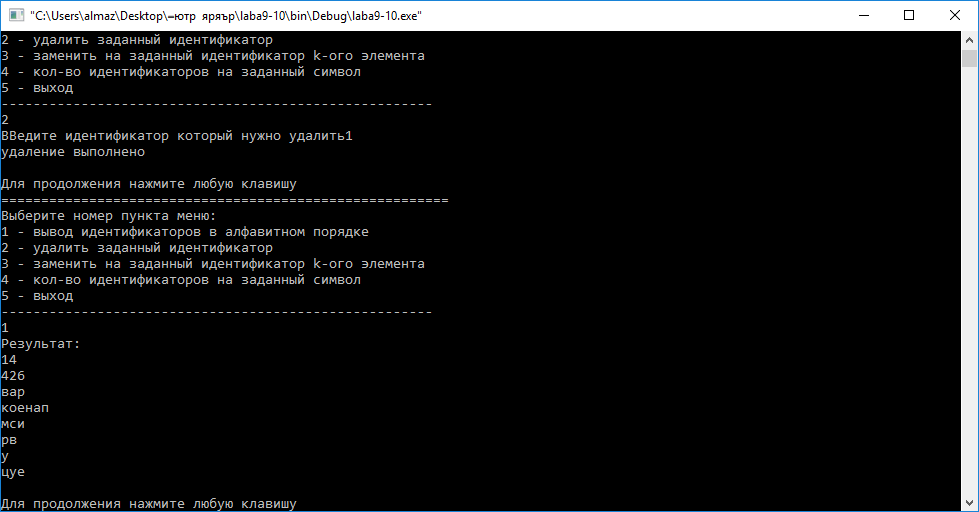 "C:\Users\almaz\Desktop\=ютр яряър\laba9-10\bin\Debug\laba9-10.exe"
2 - удалить заданный идентификатор
3 - заменить на заданный идентификатор k-ого элемента
4 - кол-во идентификаторов на заданный символ
5 - выход
------------------------------------------------------
2
ВВедите идентификатор который нужно удалить1
удаление выполнено
Для продолжения нажмите любую клавишу
========================================================
Выберите номер пункта меню:
1 - вывод идентификаторов в алфавитном порядке
2 - удалить заданный идентификатор
3 - заменить на заданный идентификатор k-ого элемента
4 - кол-во идентификаторов на заданный символ
5 - выход
------------------------------------------------------
1
Результат:
14
426
вар
коенап
мси
рв
у
цуе
Для продолжения нажмите любую клавишу